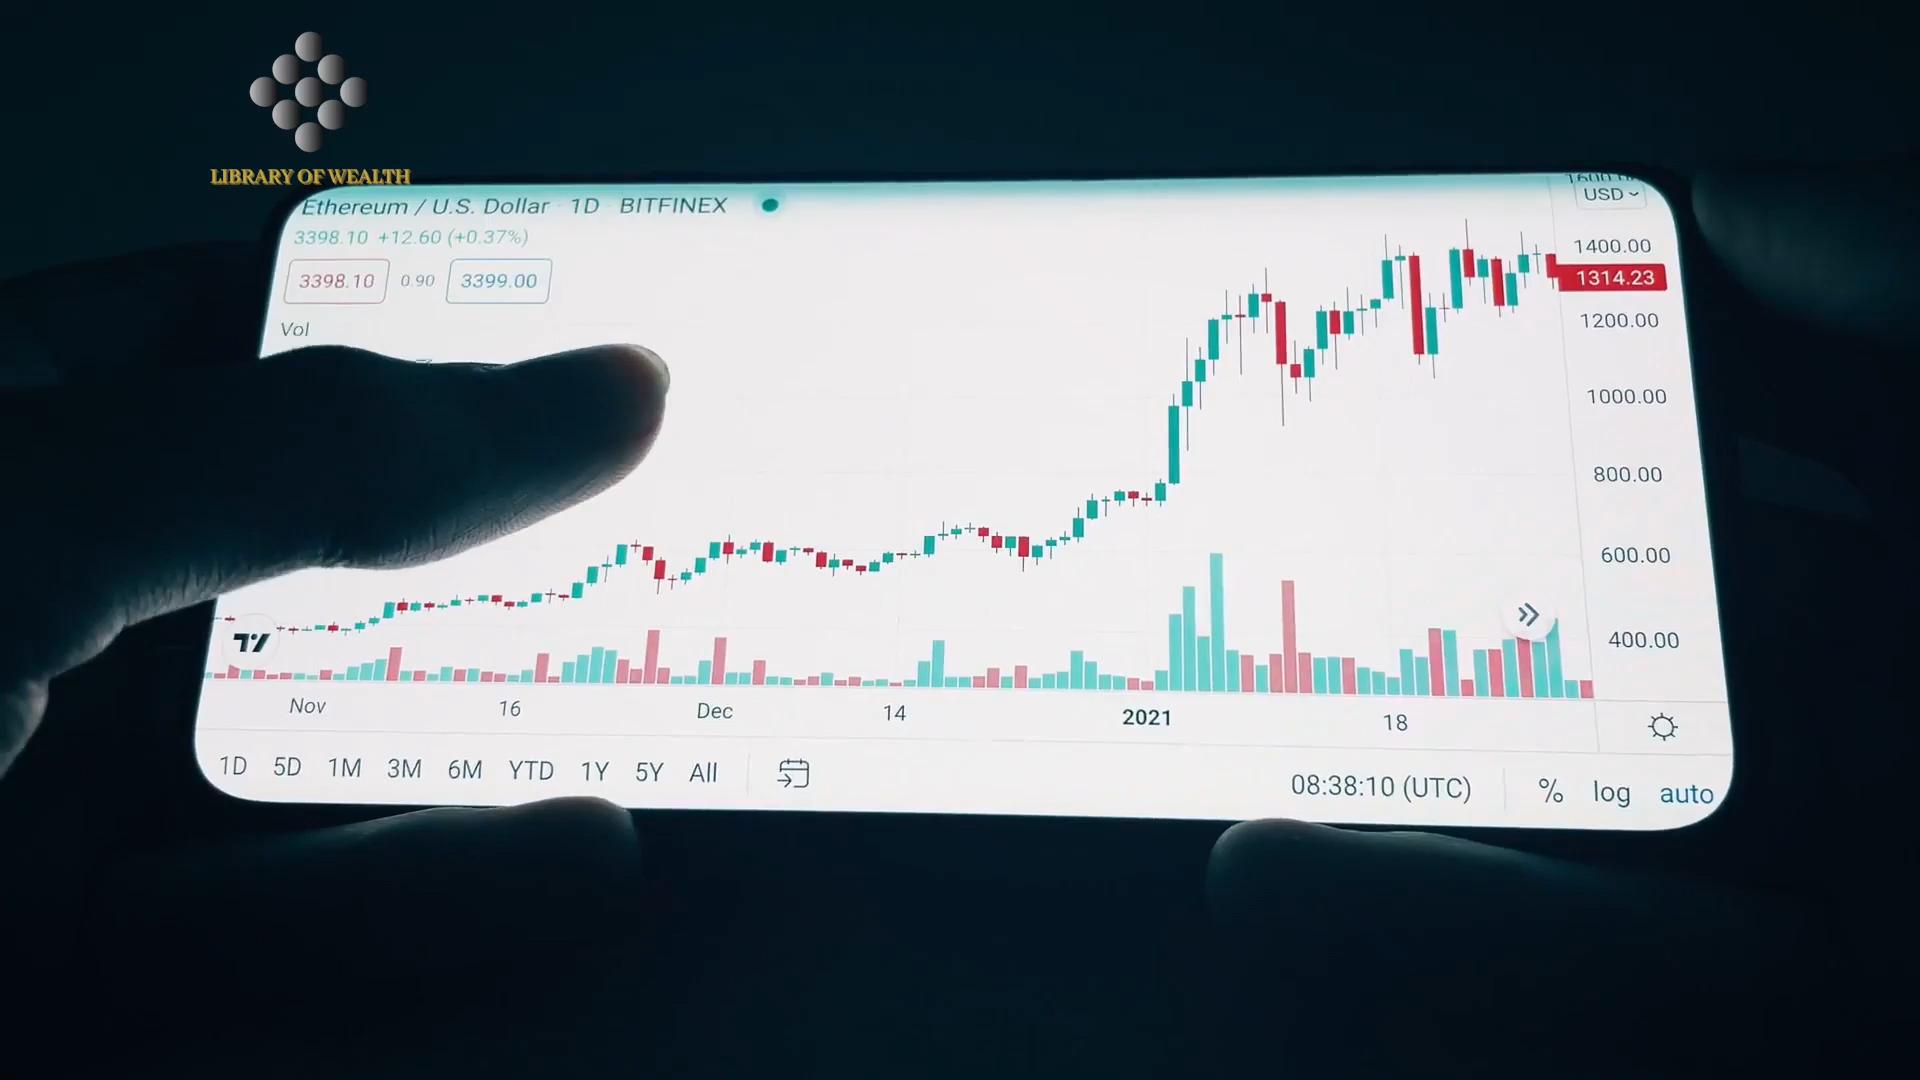 LIBRARY OF WEALTH
Ethereum / U.S. Dollar · 1D · BITFINEX
USD
3398.10 +12.60 (+0.37%)
3398.10 0.90 3399.00
Vol
1400.00
1314.23
1200.00
1000.00
800.00
600.00
400.00
Nov 16 Dec 14 2021 18
1D 5D 1M 3M 6M YTD 1Y 5Y All
08:38:10 (UTC) % log auto